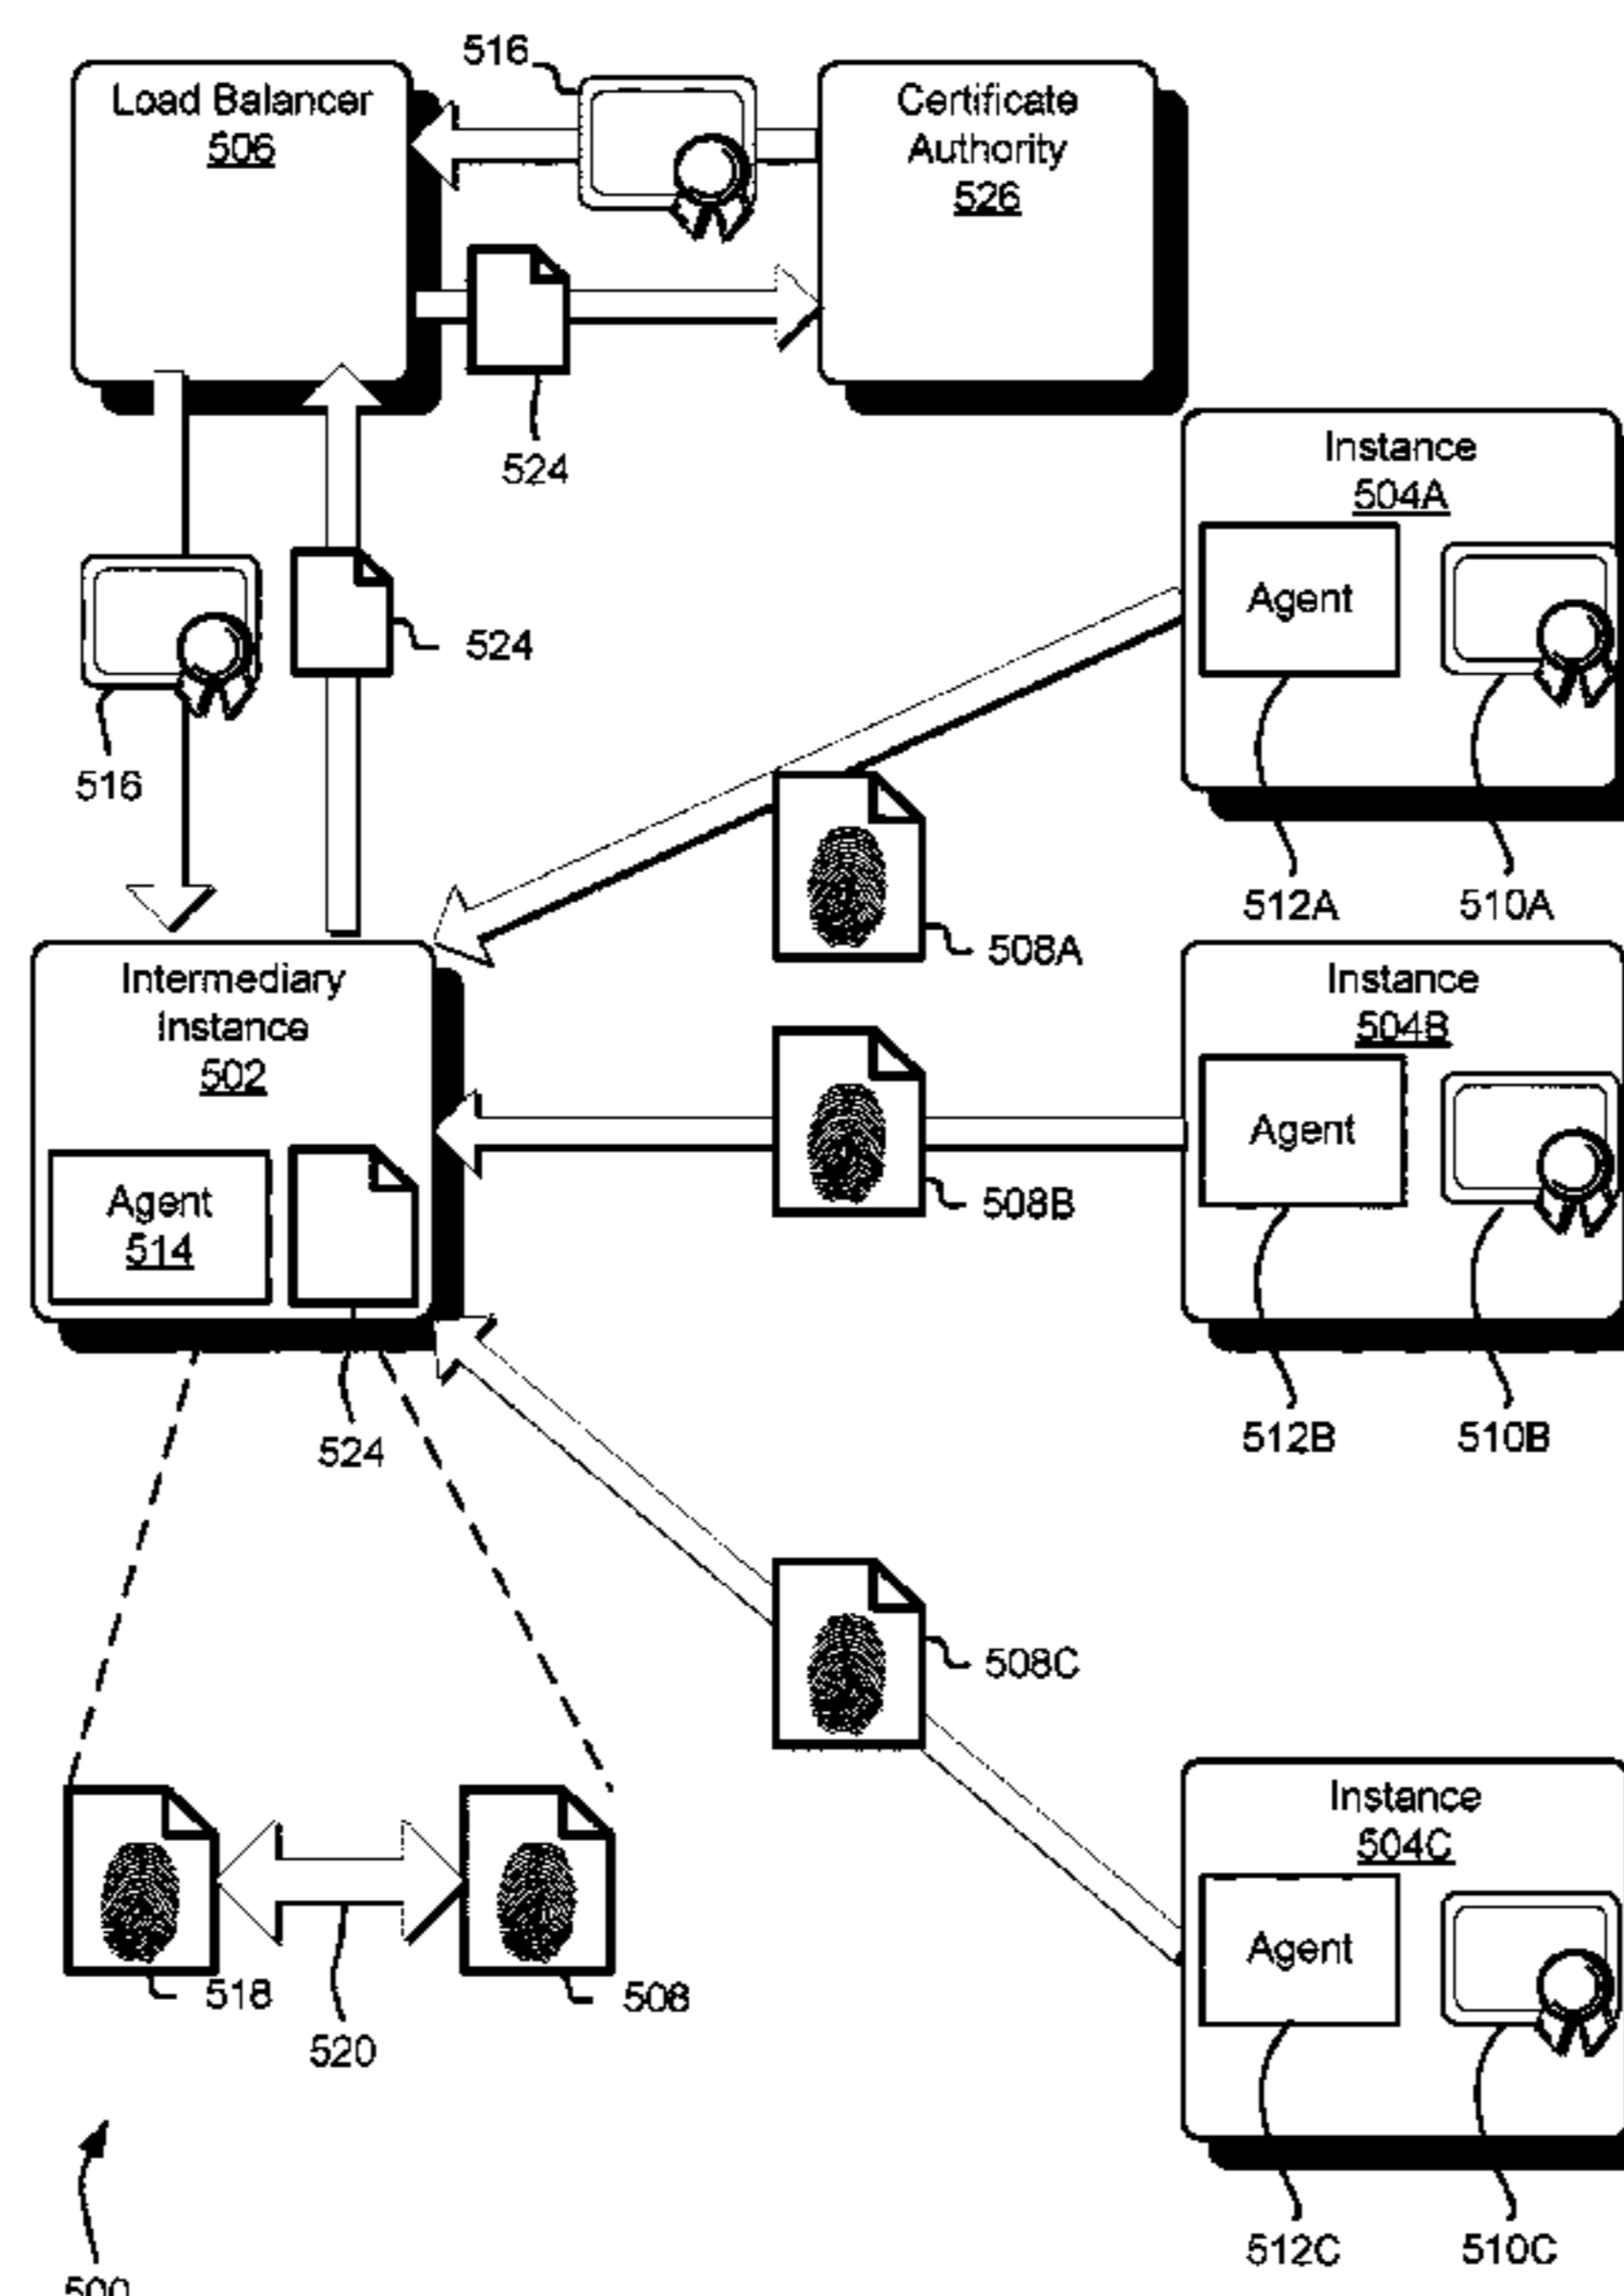 516
Load Balancer
506
Certificate
Authority
526
524
Instance
504A
Agent
524
516
512A
510A
508A
Intermediary
Instance
502
Instance
504B
Agent
508B
Agent
514
524
512B
510B
508C
Instance
504C
Agent
518
508
520
512C
510C
500